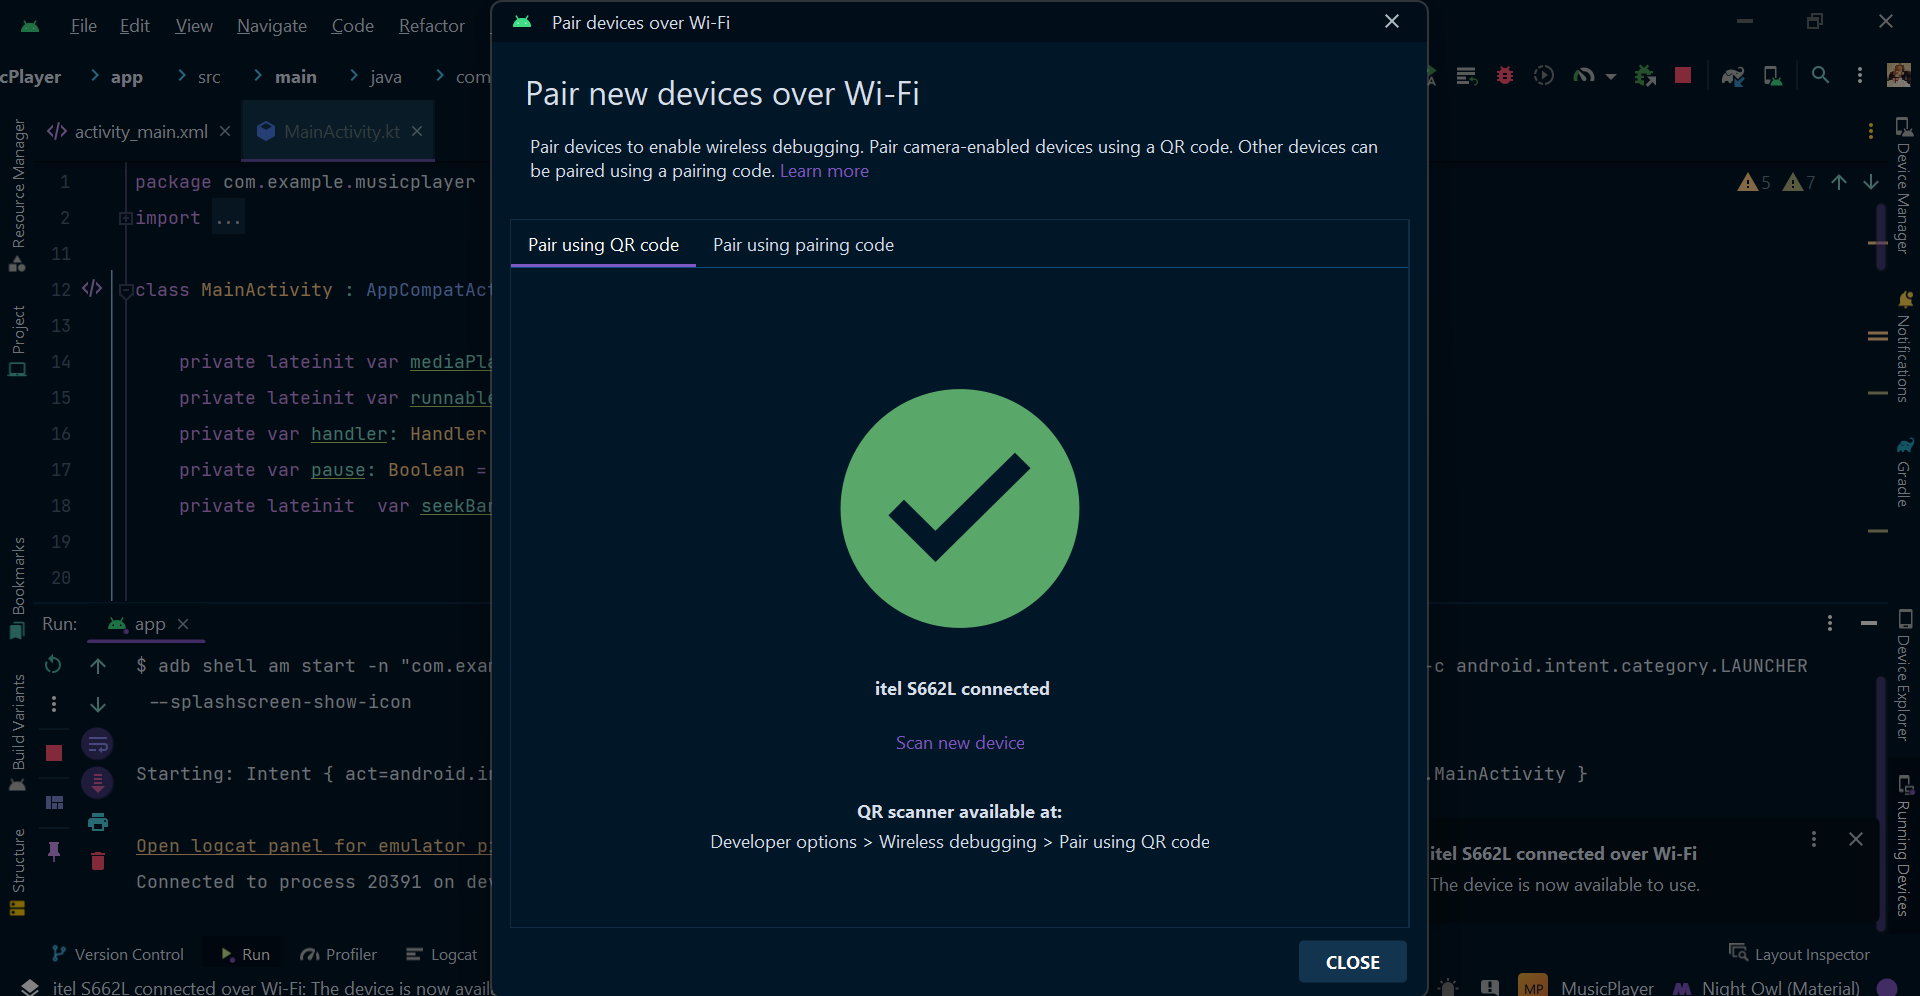 File Edit View Navigate Code Refactor
cPlayer > app > src > main > java > com
Resource Manager
Project
Bookmarks
Build Variants
Structure
activity_main.xml
MainActivity.kt
1 package com.example.musicplayer
2 import ...
11
12 class MainActivity : AppCompatAct
13
14 private lateinit var mediaPla
15 private lateinit var runnable
16 private var handler: Handler
17 private var pause: Boolean =
18 private lateinit var seekBar
19
20
Run: app
$ adb shell am start -n "com.exam
--splashscreen-show-icon
Starting: Intent { act=android.in
Open logcat panel for emulator pr
Connected to process 20391 on dev
Version Control Run Profiler Logcat
itel S662L connected over Wi-Fi: The device is now avail
Pair devices over Wi-Fi
Pair new devices over Wi-Fi
Pair devices to enable wireless debugging. Pair camera-enabled devices using a QR code. Other devices can
be paired using a pairing code. Learn more
Pair using QR code Pair using pairing code
itel S662L connected
Scan new device
QR scanner available at:
Developer options > Wireless debugging > Pair using QR code
CLOSE
5 7
-c android.intent.category.LAUNCHER
.MainActivity }
itel S662L connected over Wi-Fi
The device is now available to use.
Layout Inspector
MP MusicPlayer Night Owl (Material)
Device Manager
Notifications
Gradle
Device Explorer
Running Devices